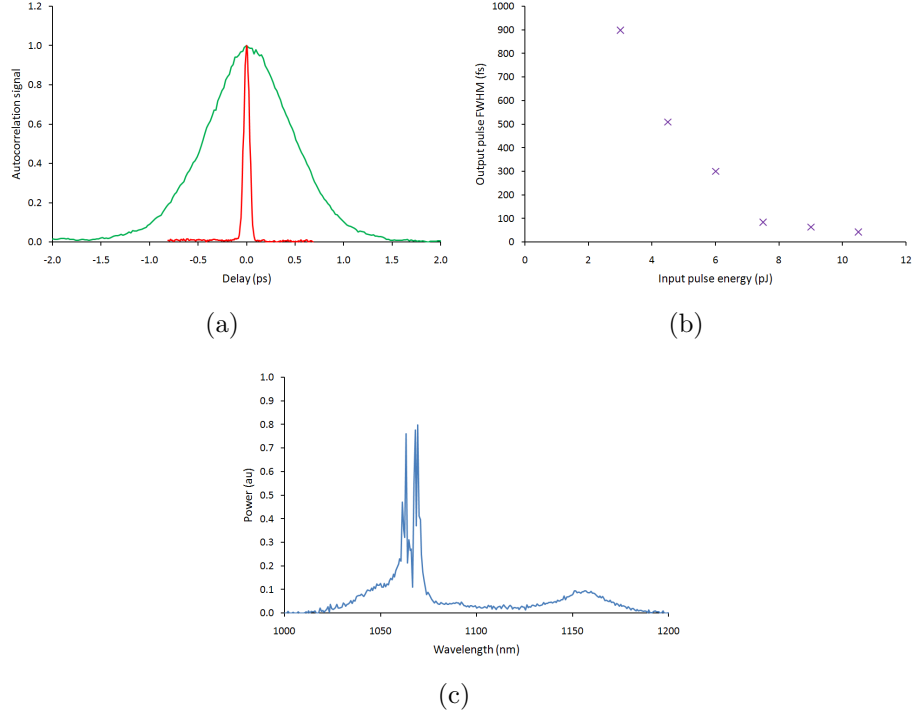 1.2
1.0
0.8
0.6
0.4
0.2
0.0
-2.0 -1.5 -1.0 -0.5 0.0 0.5 1.0 1.5 2.0
Autocorrelation signal
Delay (ps)
(a)
1000
900
800
700
600
500
400
300
200
100
0
0 2 4 6 8 10 12
Output pulse FWHM (fs)
Input pulse energy (pJ)
(b)
1.0
0.9
0.8
0.7
0.6
0.5
0.4
0.3
0.2
0.1
0.0
1000 1050 1100 1150 1200
Power (au)
Wavelength (nm)
(c)